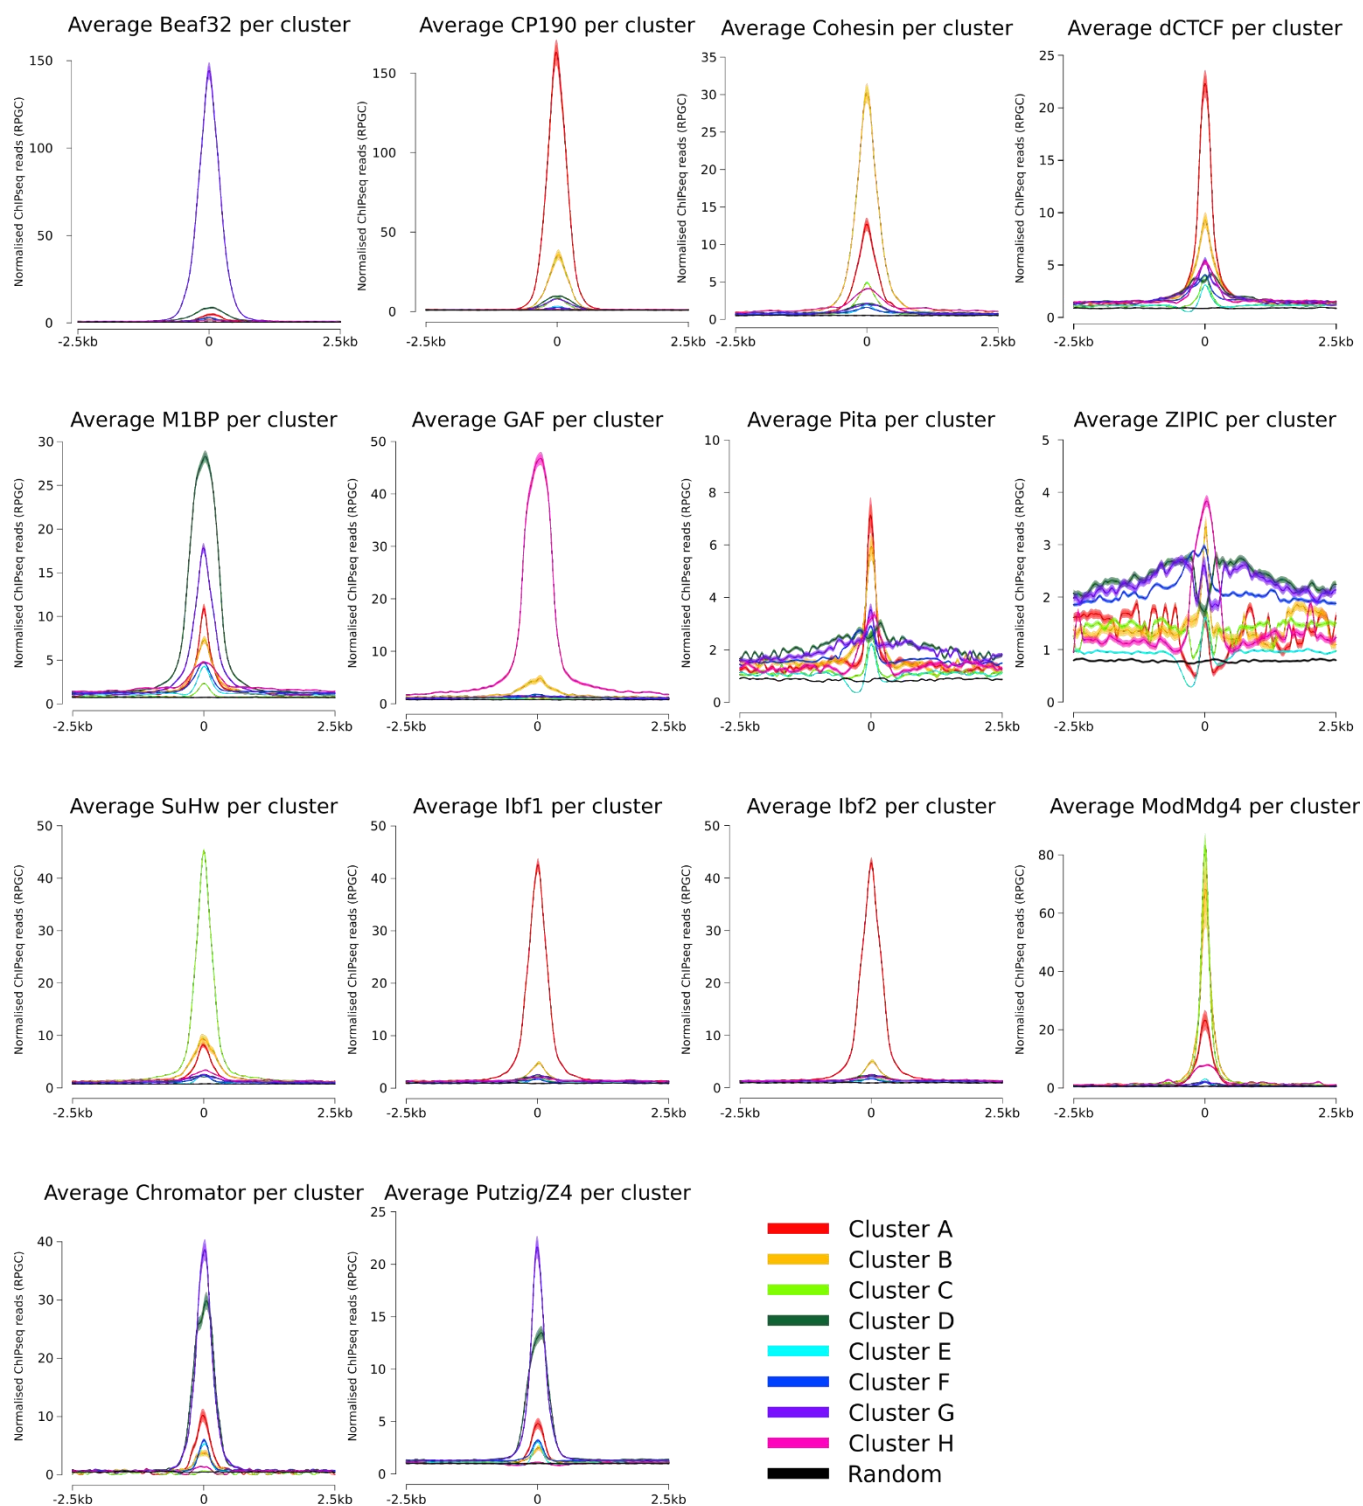 Average Beaf32 per cluster
Normalised ChIPseq reads (RPGC)
150
100
50
0
-2.5kb 0 2.5kb
Average CP190 per cluster
Normalised ChIPseq reads (RPGC)
150
100
50
0
-2.5kb 0 2.5kb
Average Cohesin per cluster
Normalised ChIPseq reads (RPGC)
35
30
25
20
15
10
5
0
-2.5kb 0 2.5kb
Average dCTCF per cluster
Normalised ChIPseq reads (RPGC)
25
20
15
10
5
0
-2.5kb 0 2.5kb
Average M1BP per cluster
Normalised ChIPseq reads (RPGC)
30
25
20
15
10
5
0
-2.5kb 0 2.5kb
Average GAF per cluster
Normalised ChIPseq reads (RPGC)
50
40
30
20
10
0
-2.5kb 0 2.5kb
Average Pita per cluster
Normalised ChIPseq reads (RPGC)
10
8
6
4
2
0
-2.5kb 0 2.5kb
Average ZIPIC per cluster
Normalised ChIPseq reads (RPGC)
5
4
3
2
1
0
-2.5kb 0 2.5kb
Average SuHw per cluster
Normalised ChIPseq reads (RPGC)
50
40
30
20
10
0
-2.5kb 0 2.5kb
Average Ibf1 per cluster
Normalised ChIPseq reads (RPGC)
50
40
30
20
10
0
-2.5kb 0 2.5kb
Average Ibf2 per cluster
Normalised ChIPseq reads (RPGC)
50
40
30
20
10
0
-2.5kb 0 2.5kb
Average ModMdg4 per cluster
Normalised ChIPseq reads (RPGC)
80
60
40
20
0
-2.5kb 0 2.5kb
Average Chromator per cluster
Normalised ChIPseq reads (RPGC)
40
30
20
10
0
-2.5kb 0 2.5kb
Average Putzig/Z4 per cluster
Normalised ChIPseq reads (RPGC)
25
20
15
10
5
0
-2.5kb 0 2.5kb
Cluster A
Cluster B
Cluster C
Cluster D
Cluster E
Cluster F
Cluster G
Cluster H
Random